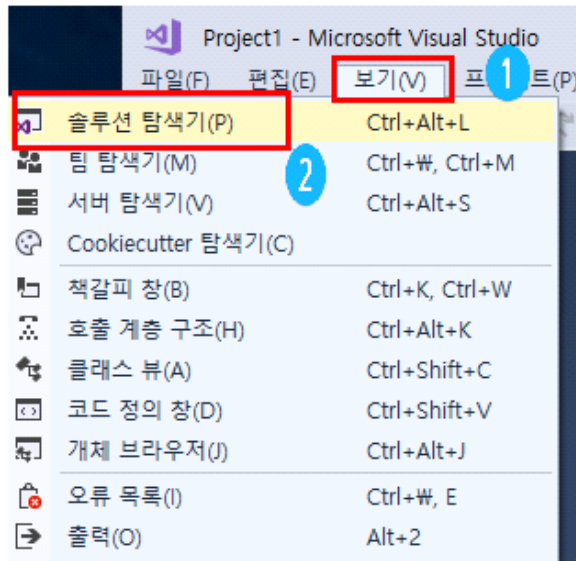 Project1 - Microsoft Visual Studio
파일(F) 편집(E) 보기(V) 프 1 트(P)
솔루션 탐색기(P) Ctrl+Alt+L
팀 탐색기(M) Ctrl+₩, Ctrl+M
2
서버 탐색기(V) Ctrl+Alt+S
Cookiecutter 탐색기(C)
책갈피 창(B) Ctrl+K, Ctrl+W
호출 계층 구조(H) Ctrl+Alt+K
클래스 뷰(A) Ctrl+Shift+C
코드 정의 창(D) Ctrl+Shift+V
개체 브라우저(J) Ctrl+Alt+J
오류 목록(I) Ctrl+₩, E
출력(O) Alt+2